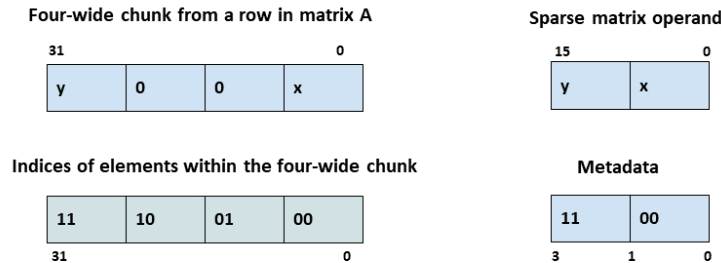 Four-wide chunk from a row in matrix A
31 0
y 0 0 x
Indices of elements within the four-wide chunk
11 10 01 00
31 0
Sparse matrix operand
15 0
y x
Metadata
11 00
3 1 0